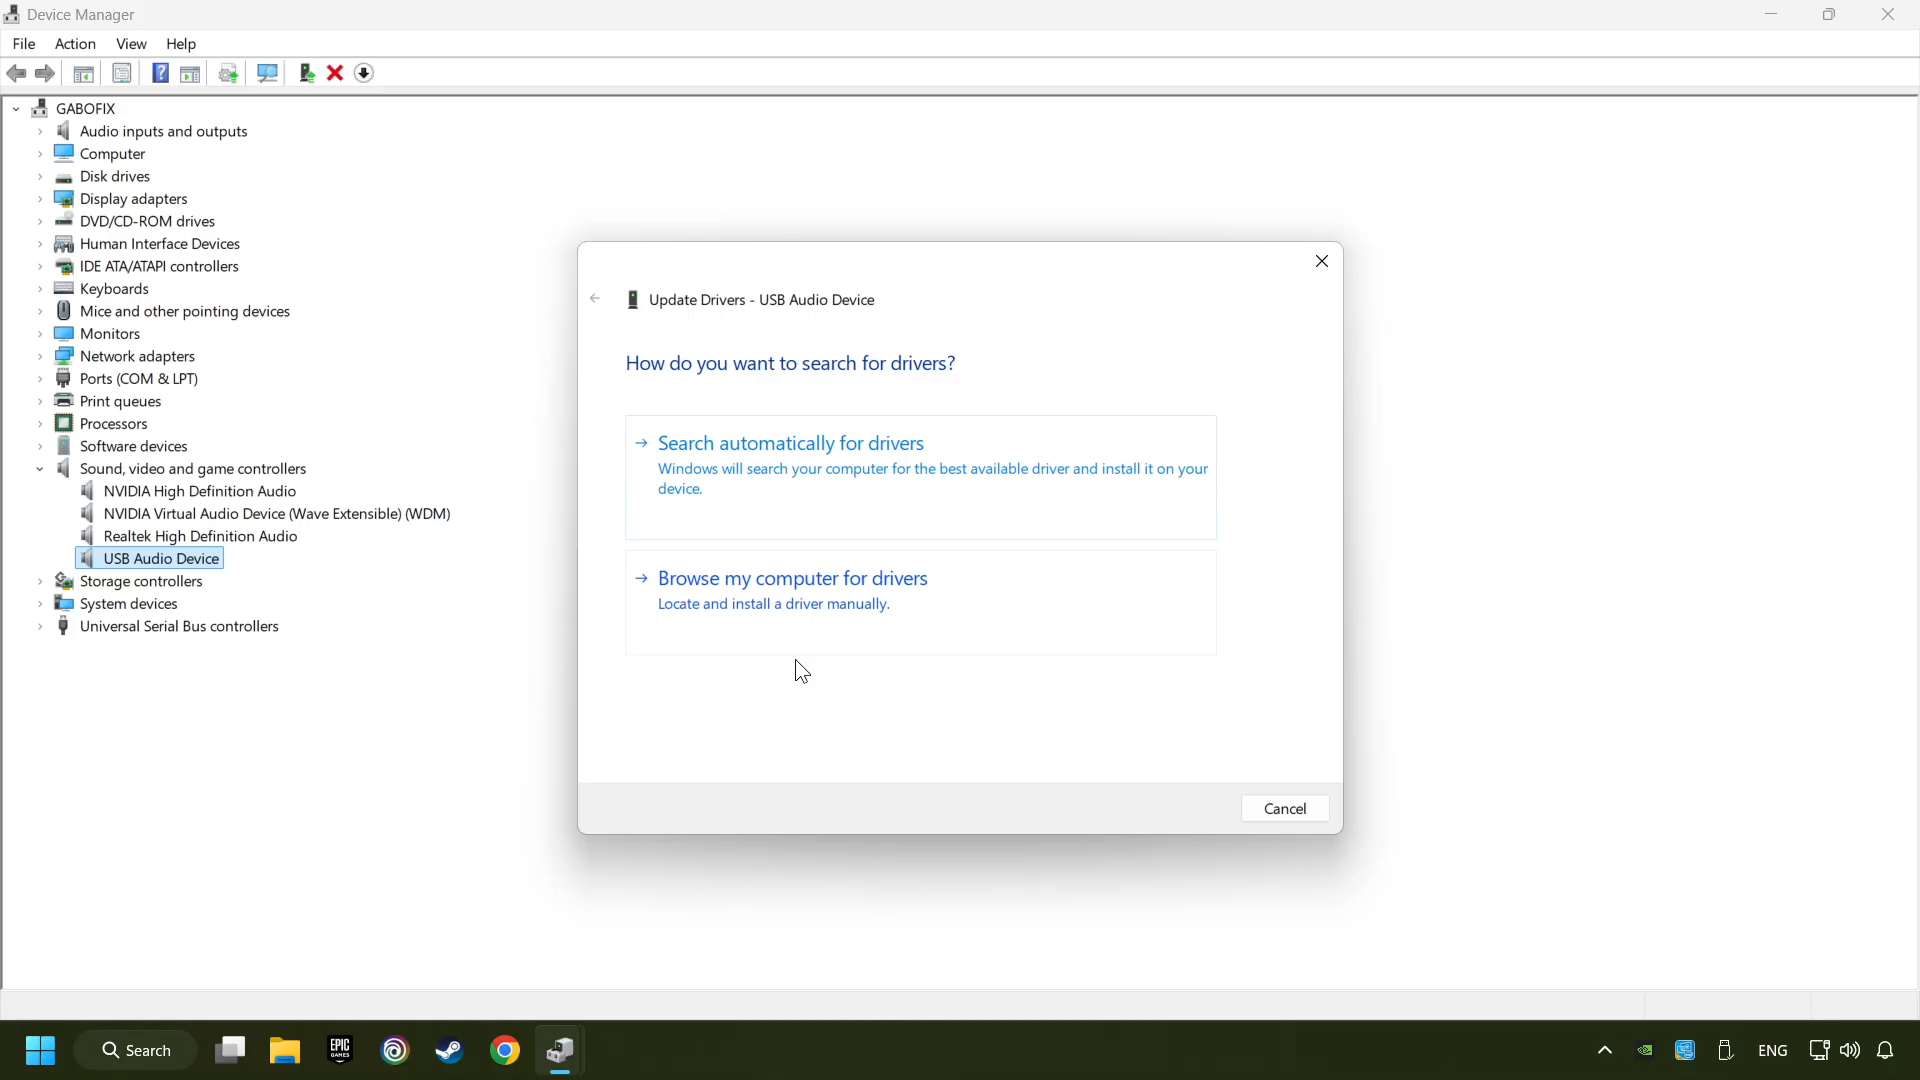 Device Manager
File Action View Help
GABOFIX
Audio inputs and outputs
Computer
Disk drives
Display adapters
DVD/CD-ROM drives
Human Interface Devices
IDE ATA/ATAPI controllers
Keyboards
Mice and other pointing devices
Monitors
Network adapters
Ports (COM & LPT)
Print queues
Processors
Software devices
Sound, video and game controllers
NVIDIA High Definition Audio
NVIDIA Virtual Audio Device (Wave Extensible) (WDM)
Realtek High Definition Audio
USB Audio Device
Storage controllers
System devices
Universal Serial Bus controllers
Update Drivers - USB Audio Device
How do you want to search for drivers?
Search automatically for drivers
Windows will search your computer for the best available driver and install it on your
device.
Browse my computer for drivers
Locate and install a driver manually.
Cancel
Search
EPIC
GAMES
ENG